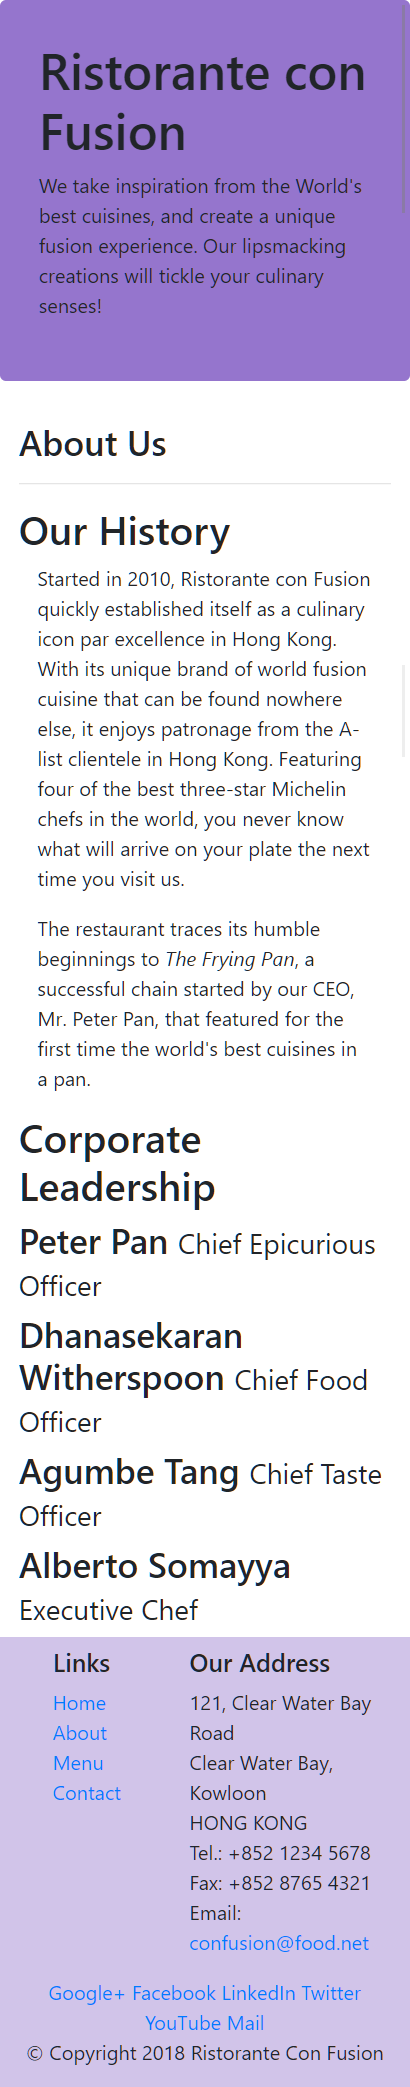 Ristorante con
Fusion
We take inspiration from the World's
best cuisines, and create a unique
fusion experience. Our lipsmacking
creations will tickle your culinary
senses!
About Us
Our History
Started in 2010, Ristorante con Fusion
quickly established itself as a culinary
icon par excellence in Hong Kong.
With its unique brand of world fusion
cuisine that can be found nowhere
else, it enjoys patronage from the A-
list clientele in Hong Kong. Featuring
four of the best three-star Michelin
chefs in the world, you never know
what will arrive on your plate the next
time you visit us.
The restaurant traces its humble
beginnings to The Frying Pan, a
successful chain started by our CEO,
Mr. Peter Pan, that featured for the
first time the world's best cuisines in
a pan.
Corporate
Leadership
Peter Pan Chief Epicurious
Officer
Dhanasekaran
Witherspoon Chief Food
Officer
Agumbe Tang Chief Taste
Officer
Alberto Somayya
Executive Chef
Links
Home
About
Menu
Contact
Our Address
121, Clear Water Bay
Road
Clear Water Bay,
Kowloon
HONG KONG
Tel.: +852 1234 5678
Fax: +852 8765 4321
Email:
confusion@food.net
Google+ Facebook LinkedIn Twitter
YouTube Mail
© Copyright 2018 Ristorante Con Fusion